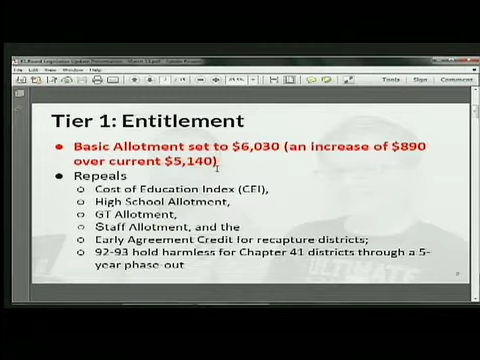 File Edit View Window Help
Tools Sign Comment
Tier 1: Entitlement
• Basic Allotment set to $6,030 (an increase of $890
over current $5,140)
• Repeals
○ Cost of Education Index (CEI),
○ High School Allotment,
○ GT Allotment,
○ Staff Allotment, and the
○ Early Agreement Credit for recapture districts;
○ 92-93 hold harmless for Chapter 41 districts through a 5-
year phase-out
ULTIMATE